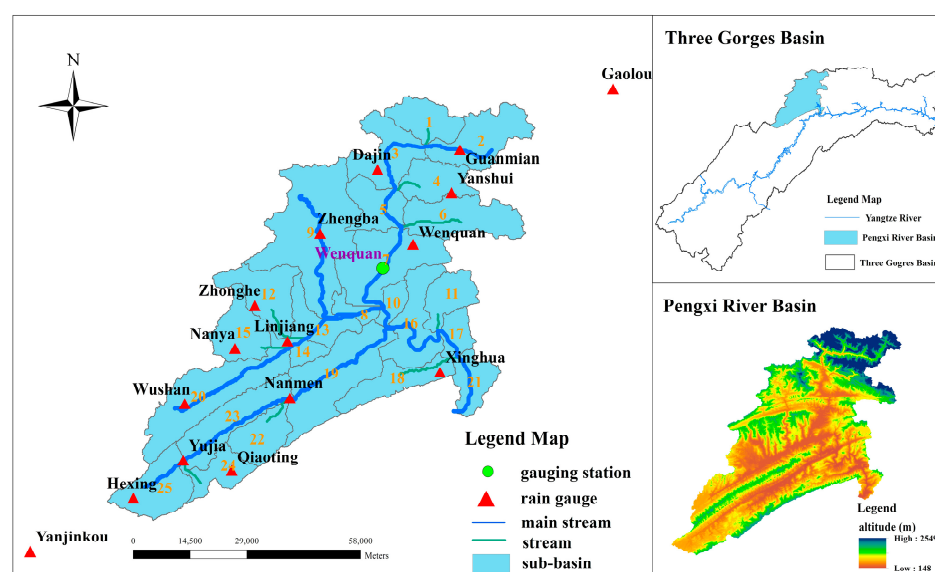 N
Gaolou
1
2
3
Guanmian
Dajin
Yanshui
4
5
6
Zhengba
9
Wenquan
Wenquan
7
Zhonghe
12
10
11
8
Linjiang
13
16
Nanya
15
14
17
Xinghua
18
19
21
Wushan
20
Nanmen
23
22
Yujia
24
Qiaoting
Hexing
25
Yanjinkou
0 14,500 29,000 58,000
Meters
Legend Map
gauging station
rain gauge
main stream
stream
sub-basin
Three Gorges Basin
Legend Map
Yangtze River
Pengxi River Basin
Three Gogres Basin
Pengxi River Basin
Legend
altitude (m)
High : 2549
Low : 148